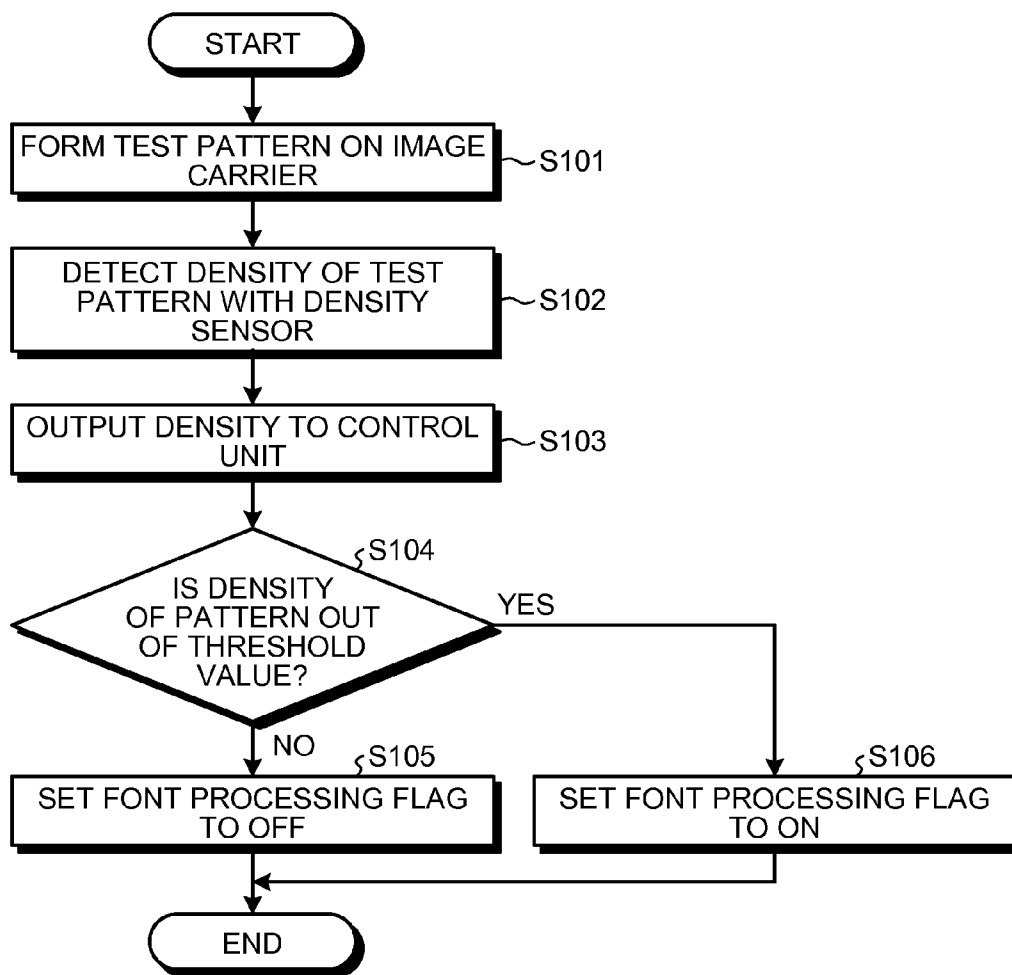 START
FORM TEST PATTERN ON IMAGE
CARRIER
S101
DETECT DENSITY OF TEST
PATTERN WITH DENSITY
SENSOR
S102
OUTPUT DENSITY TO CONTROL
UNIT
S103
S104
IS DENSITY
OF PATTERN OUT
OF THRESHOLD
VALUE?
YES
NO
S105
SET FONT PROCESSING FLAG
TO OFF
S106
SET FONT PROCESSING FLAG
TO ON
END